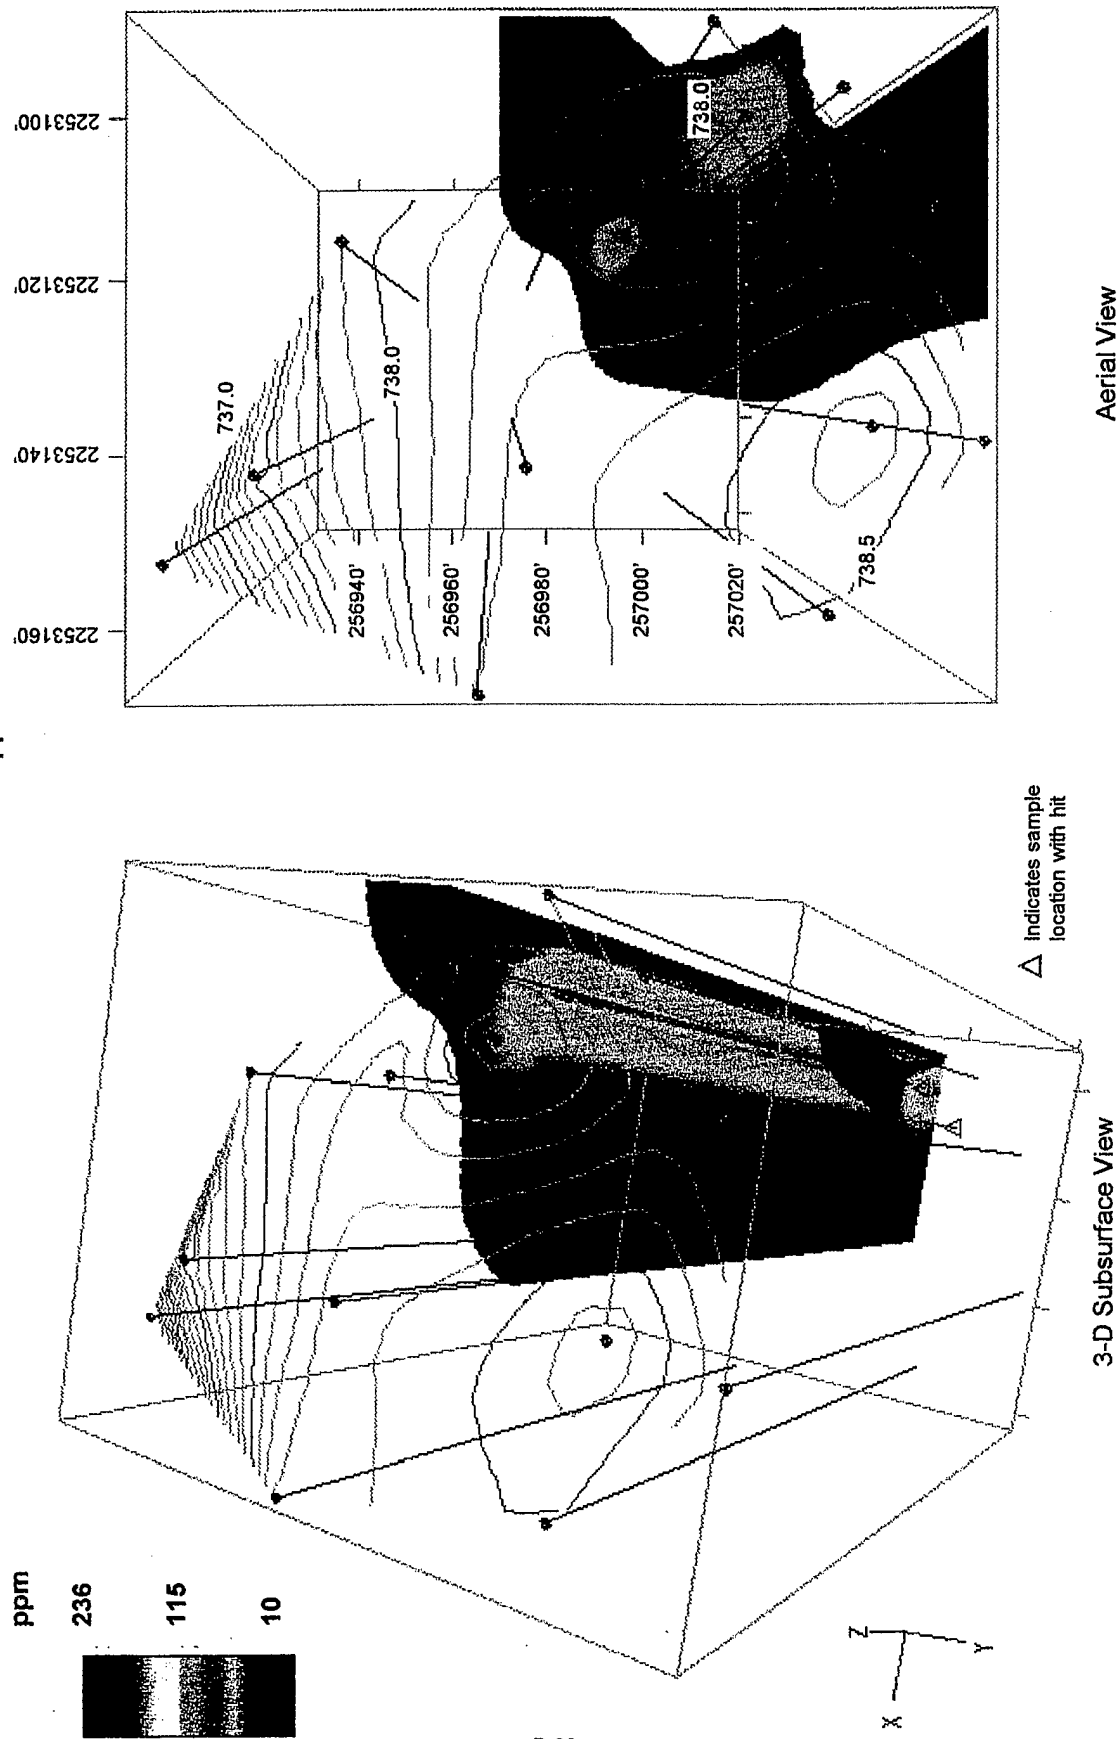 ppm
236
115
10
Z
X
Y
3-D Subsurface View
△ Indicates sample
location with hit
2253160'
2253140'
2253120'
2253100'
737.0
738.0
738.0
738.5
256940'
256960'
256980'
257000'
257020'
Aerial View